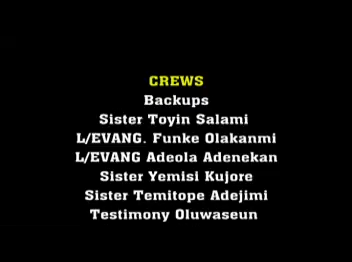 CREWS
Backups
Sister Toyin Salami
L/EVANG. Funke Olakanmi
L/EVANG Adeola Adenekan
Sister Yemisi Kujore
Sister Temitope Adejimi
Testimony Oluwaseun